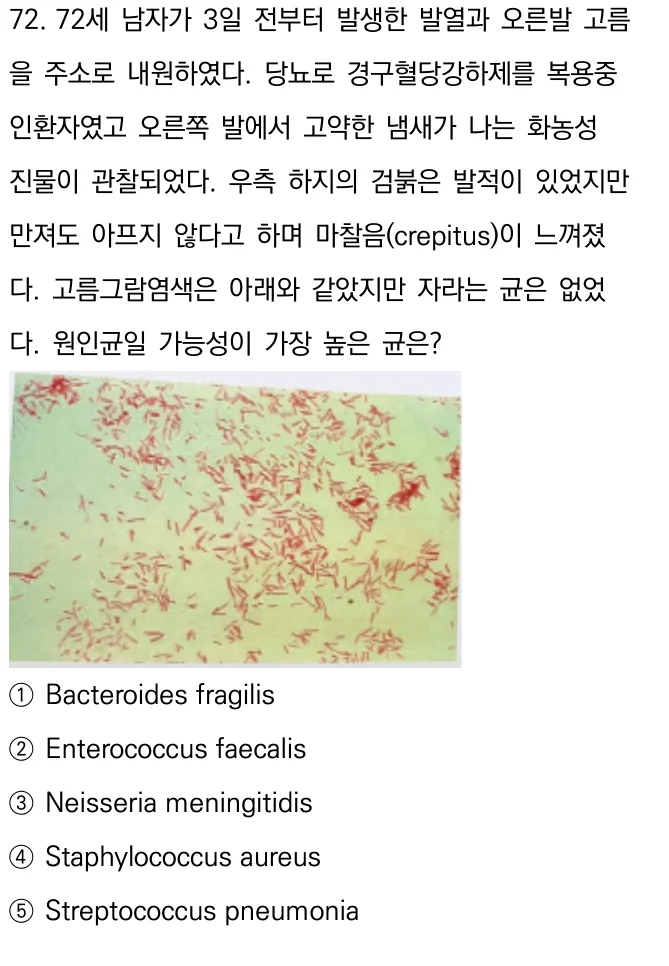 72. 72세 남자가 3일 전부터 발생한 발열과 오른발 고름
을 주소로 내원하였다. 당뇨로 경구혈당강하제를 복용중
인환자였고 오른쪽 발에서 고약한 냄새가 나는 화농성
진물이 관찰되었다. 우측 하지의 검붉은 발적이 있었지만
만져도 아프지 않다고 하며 마찰음(crepitus)이 느껴졌
다. 고름그람염색은 아래와 같았지만 자라는 균은 없었
다. 원인균일 가능성이 가장 높은 균은?
① Bacteroides fragilis
② Enterococcus faecalis
③ Neisseria meningitidis
④ Staphylococcus aureus
⑤ Streptococcus pneumonia